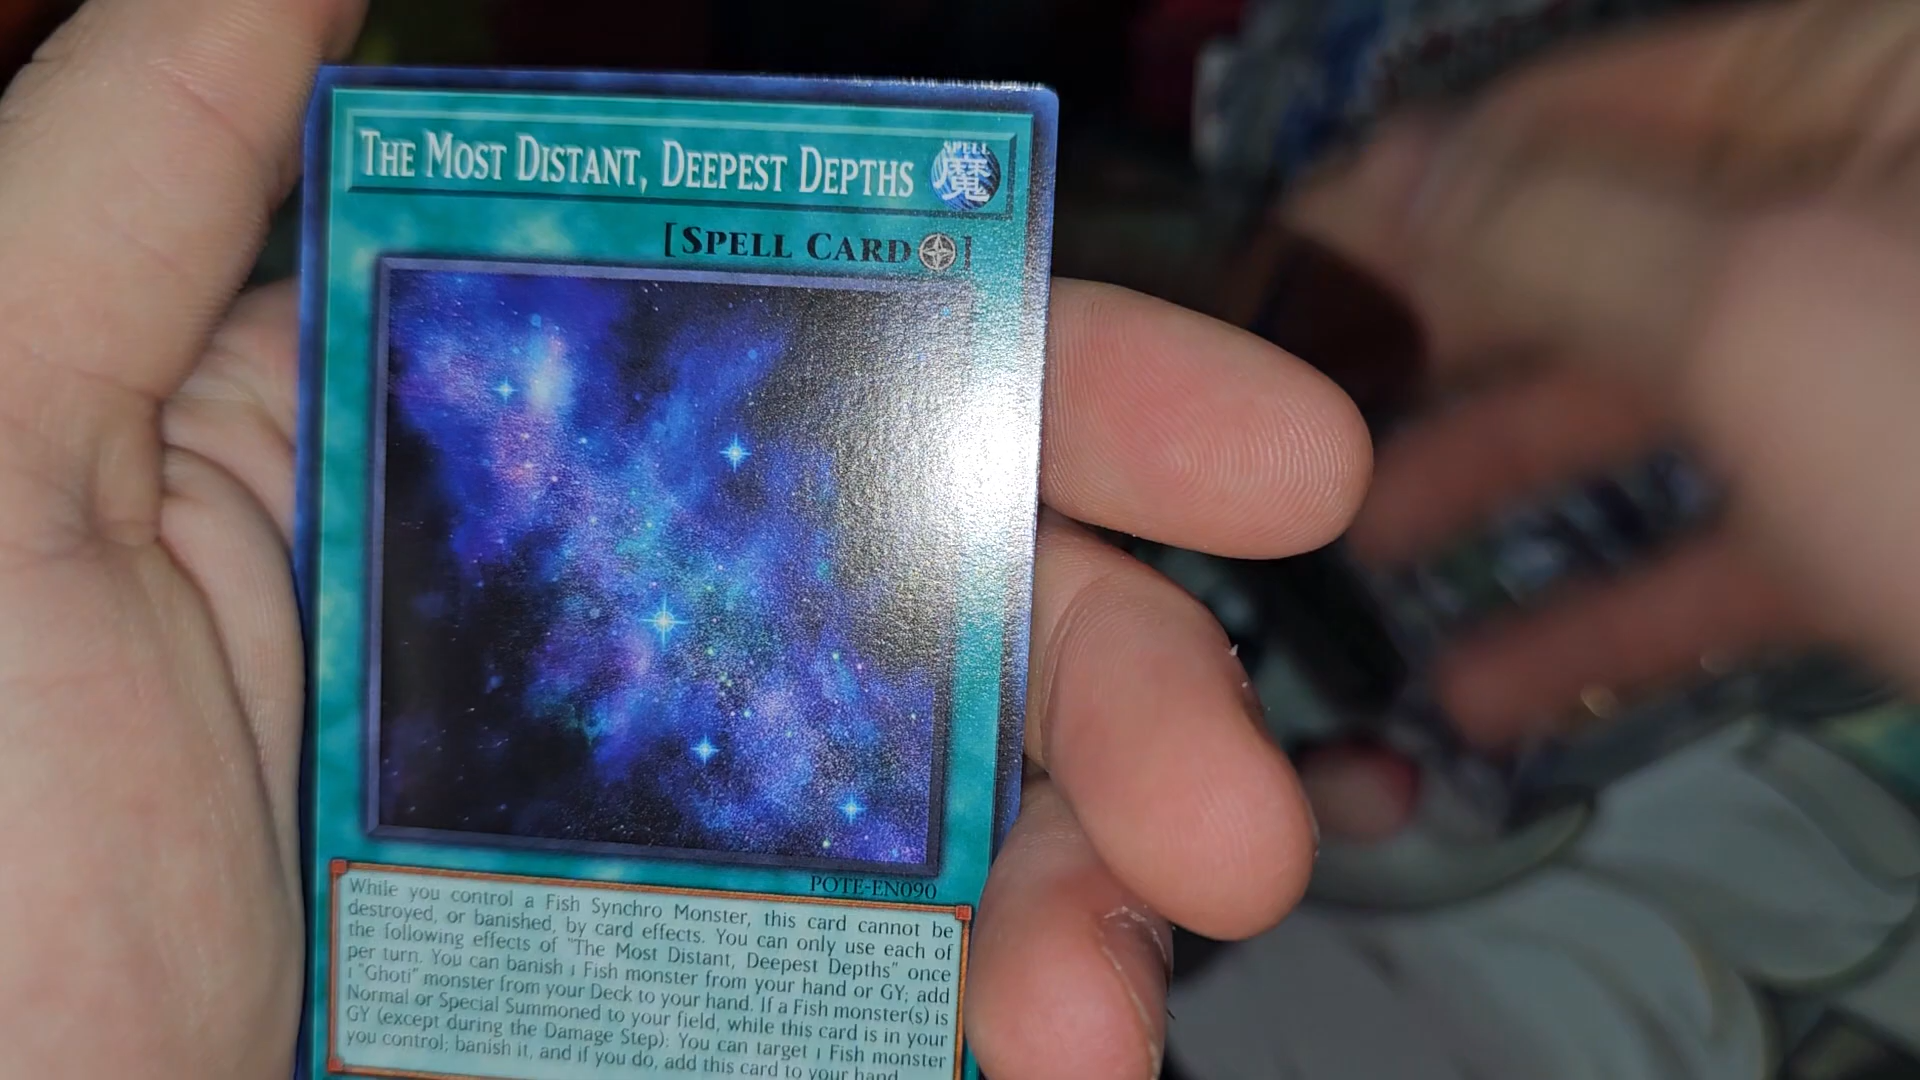 THE MOST DISTANT, DEEPEST DEPTHS
SPELL
魔
[SPELL CARD]
POTE-EN090
While you control a Fish Synchro Monster, this card cannot be
destroyed, or banished, by card effects. You can only use each of
the following effects of "The Most Distant, Deepest Depths" once
per turn. You can banish 1 Fish monster from your hand or GY; add
1 "Ghoti" monster from your Deck to your hand. If a Fish monster(s) is
Normal or Special Summoned to your field, while this card is in your
GY (except during the Damage Step): You can target 1 Fish monster
you control; banish it, and if you do, add this card to your hand.